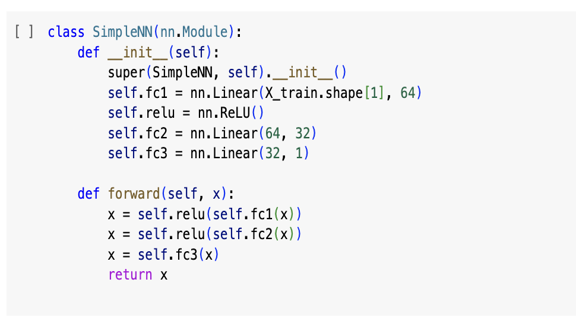 [ ] class SimpleNN(nn.Module):
def __init__(self):
super(SimpleNN, self).__init__()
self.fc1 = nn.Linear(X_train.shape[1], 64)
self.relu = nn.ReLU()
self.fc2 = nn.Linear(64, 32)
self.fc3 = nn.Linear(32, 1)
def forward(self, x):
x = self.relu(self.fc1(x))
x = self.relu(self.fc2(x))
x = self.fc3(x)
return x